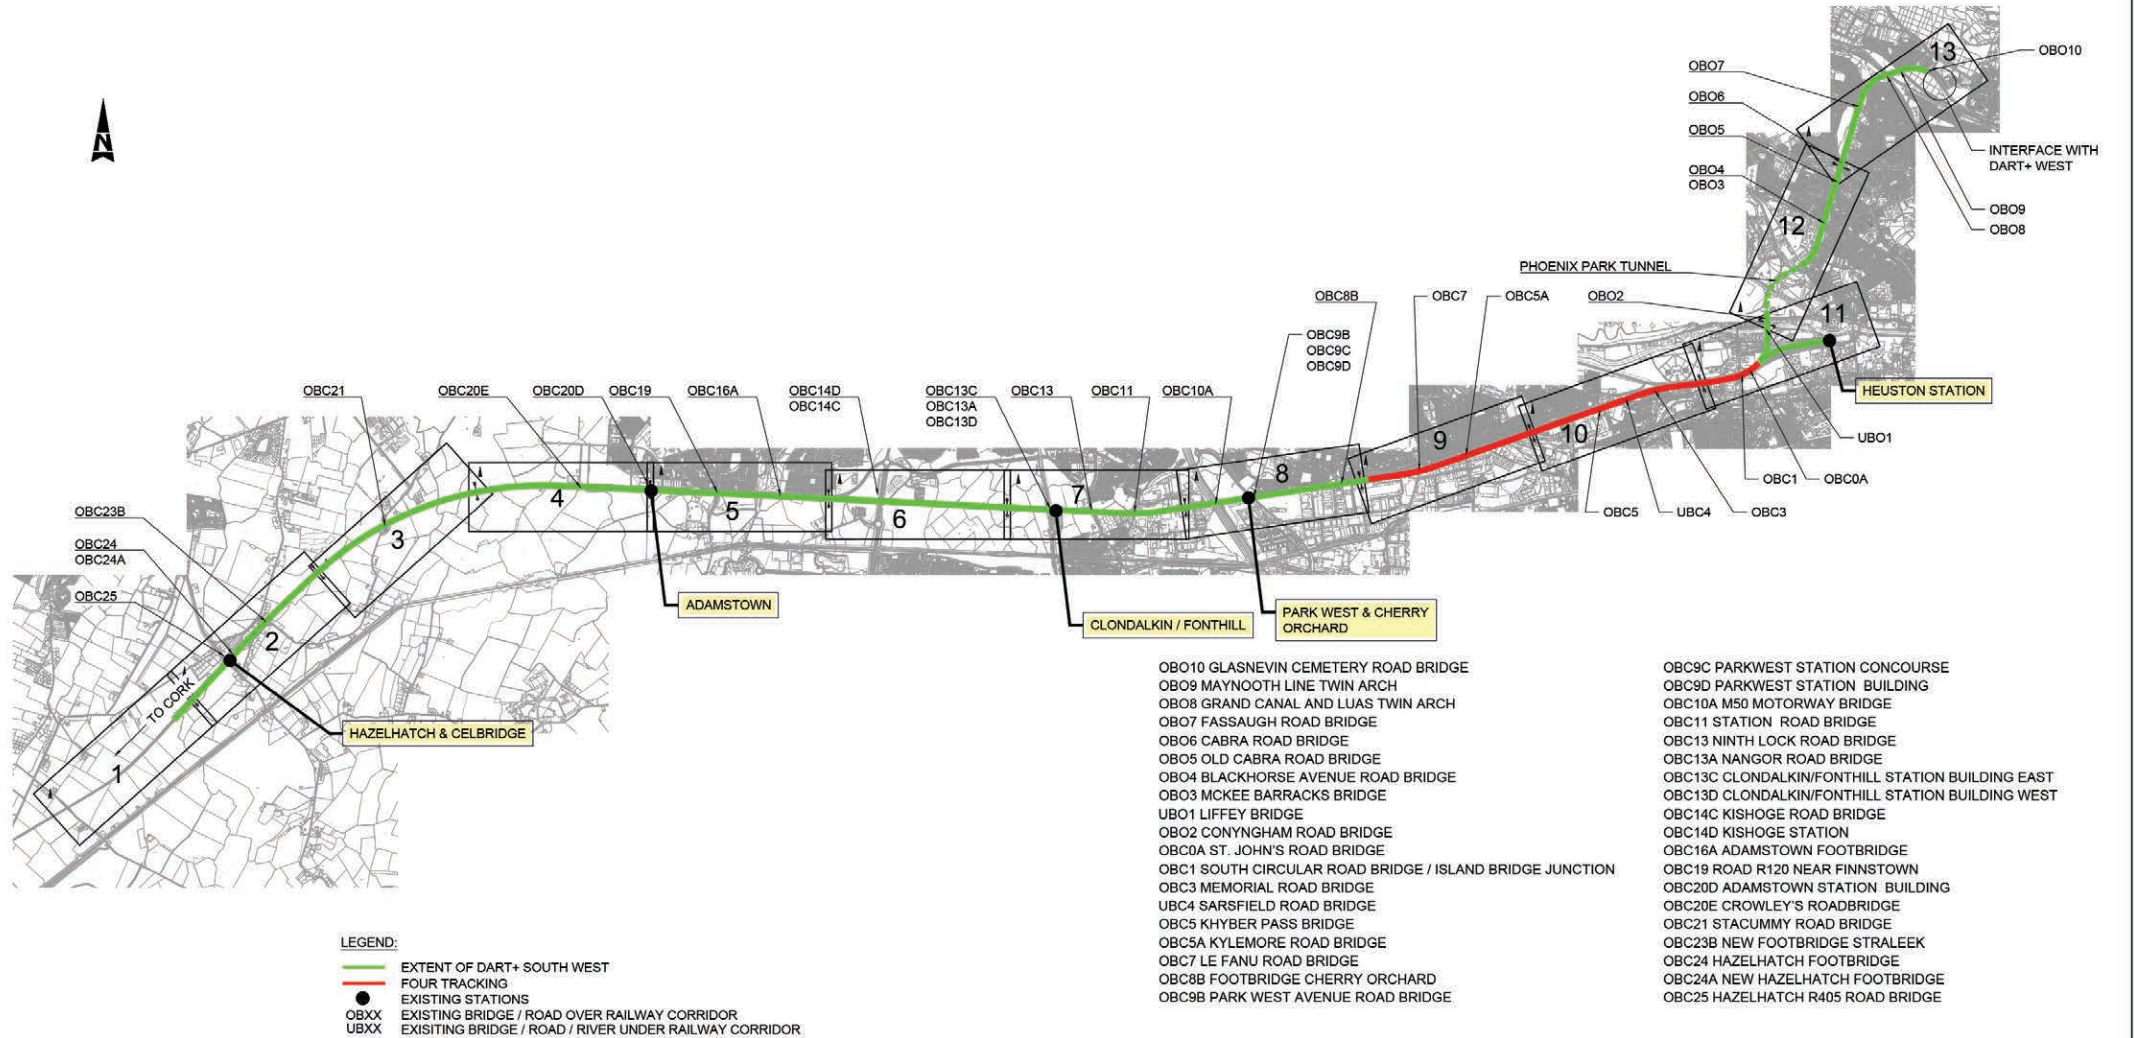 N
13
OBO10
OBO7
OBO6
OBO5
INTERFACE WITH
DART+ WEST
OBO4
OBO3
OBO9
OBO8
12
PHOENIX PARK TUNNEL
OBC8B
OBC7
OBC5A
OBO2
11
OBC9B
OBC9C
OBC9D
HEUSTON STATION
OBC21
OBC20E
OBC20D
OBC19
OBC16A
OBC14D
OBC14C
OBC13C
OBC13A
OBC13D
OBC13
OBC11
OBC10A
9
10
UBO1
OBC1
OBC0A
OBC5
UBC4
OBC3
8
7
6
5
4
3
OBC23B
OBC24
OBC24A
OBC25
2
TO CORK
1
ADAMSTOWN
CLONDALKIN / FONTHILL
PARK WEST & CHERRY
ORCHARD
HAZELHATCH & CELBRIDGE
OBO10 GLASNEVIN CEMETERY ROAD BRIDGE
OBO9 MAYNOOTH LINE TWIN ARCH
OBO8 GRAND CANAL AND LUAS TWIN ARCH
OBO7 FASSAUGH ROAD BRIDGE
OBO6 CABRA ROAD BRIDGE
OBO5 OLD CABRA ROAD BRIDGE
OBO4 BLACKHORSE AVENUE ROAD BRIDGE
OBO3 MCKEE BARRACKS BRIDGE
UBO1 LIFFEY BRIDGE
OBO2 CONYNGHAM ROAD BRIDGE
OBC0A ST. JOHN'S ROAD BRIDGE
OBC1 SOUTH CIRCULAR ROAD BRIDGE / ISLAND BRIDGE JUNCTION
OBC3 MEMORIAL ROAD BRIDGE
UBC4 SARSFIELD ROAD BRIDGE
OBC5 KHYBER PASS BRIDGE
OBC5A KYLEMORE ROAD BRIDGE
OBC7 LE FANU ROAD BRIDGE
OBC8B FOOTBRIDGE CHERRY ORCHARD
OBC9B PARK WEST AVENUE ROAD BRIDGE
OBC9C PARKWEST STATION CONCOURSE
OBC9D PARKWEST STATION BUILDING
OBC10A M50 MOTORWAY BRIDGE
OBC11 STATION ROAD BRIDGE
OBC13 NINTH LOCK ROAD BRIDGE
OBC13A NANGOR ROAD BRIDGE
OBC13C CLONDALKIN/FONTHILL STATION BUILDING EAST
OBC13D CLONDALKIN/FONTHILL STATION BUILDING WEST
OBC14C KISHOGE ROAD BRIDGE
OBC14D KISHOGE STATION
OBC16A ADAMSTOWN FOOTBRIDGE
OBC19 ROAD R120 NEAR FINNSTOWN
OBC20D ADAMSTOWN STATION BUILDING
OBC20E CROWLEY'S ROADBRIDGE
OBC21 STACUMMY ROAD BRIDGE
OBC23B NEW FOOTBRIDGE STRALEEK
OBC24 HAZELHATCH FOOTBRIDGE
OBC24A NEW HAZELHATCH FOOTBRIDGE
OBC25 HAZELHATCH R405 ROAD BRIDGE
LEGEND:
EXTENT OF DART+ SOUTH WEST
FOUR TRACKING
EXISTING STATIONS
OBXX EXISTING BRIDGE / ROAD OVER RAILWAY CORRIDOR
UBXX EXISITING BRIDGE / ROAD / RIVER UNDER RAILWAY CORRIDOR